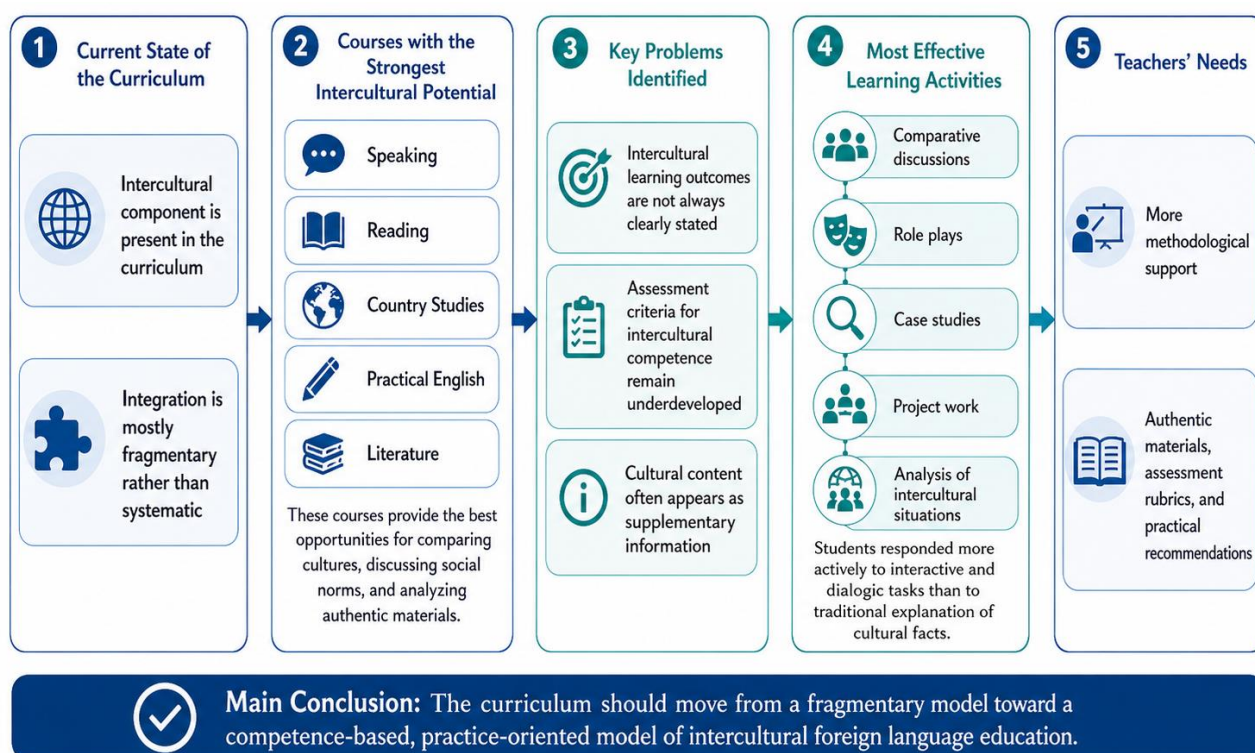 1
Current State of
the Curriculum
Intercultural
component is
present in the
curriculum
Integration is
mostly
fragmentary
rather than
systematic
2
Courses with the
Strongest
Intercultural Potential
Speaking
Reading
Country Studies
Practical English
Literature
These courses provide the best
opportunities for comparing
cultures, discussing social
norms, and analyzing
authentic materials.
3
Key Problems
Identified
Intercultural
learning outcomes
are not always
clearly stated
Assessment
criteria for
intercultural
competence
remain
underdeveloped
Cultural content
often appears as
supplementary
information
4
Most Effective
Learning Activities
Comparative
discussions
Role plays
Case studies
Project work
Analysis of
intercultural
situations
Students responded more
actively to interactive and
dialogic tasks than to
traditional explanation of
cultural facts.
5
Teachers' Needs
More
methodological
support
Authentic
materials,
assessment
rubrics, and
practical
recommendations
Main Conclusion: The curriculum should move from a fragmentary model toward a
competence-based, practice-oriented model of intercultural foreign language education.